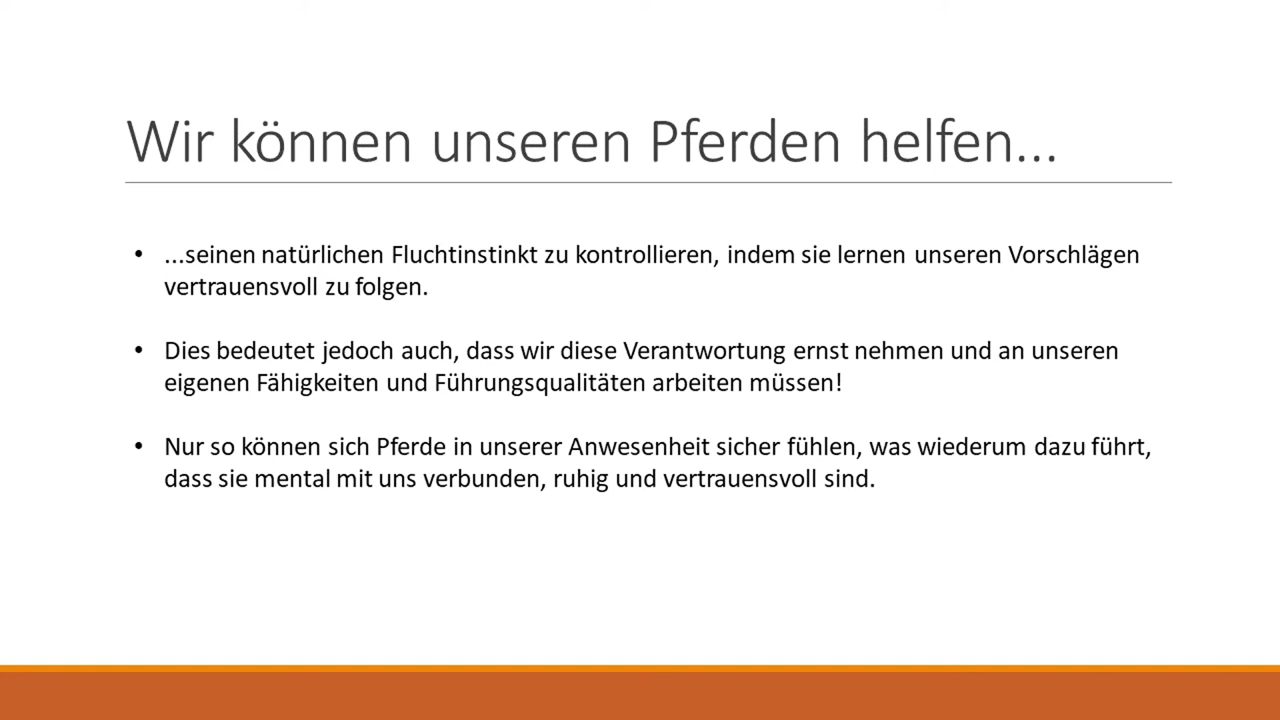 Wir können unseren Pferden helfen...
• ...seinen natürlichen Fluchtinstinkt zu kontrollieren, indem sie lernen unseren Vorschlägen
vertrauensvoll zu folgen.
• Dies bedeutet jedoch auch, dass wir diese Verantwortung ernst nehmen und an unseren
eigenen Fähigkeiten und Führungsqualitäten arbeiten müssen!
• Nur so können sich Pferde in unserer Anwesenheit sicher fühlen, was wiederum dazu führt,
dass sie mental mit uns verbunden, ruhig und vertrauensvoll sind.